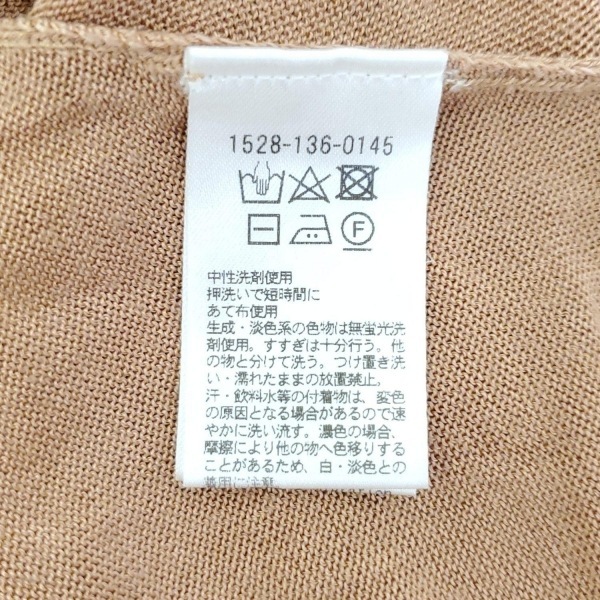 1528-136-0145
F
中性洗剤使用
押洗いで短時間に
あて布使用
生成・淡色系の色物は無蛍光洗
剤使用。すすぎは十分行う。他
の物と分けて洗う。つけ置き洗
い・濡れたままの放置禁止。
汗・飲料水等の付着物は、変色
の原因となる場合があるので速
やかに洗い流す。濃色の場合、
摩擦により他の物へ色移りする
ことがあるため、白・淡色との
着用に注意